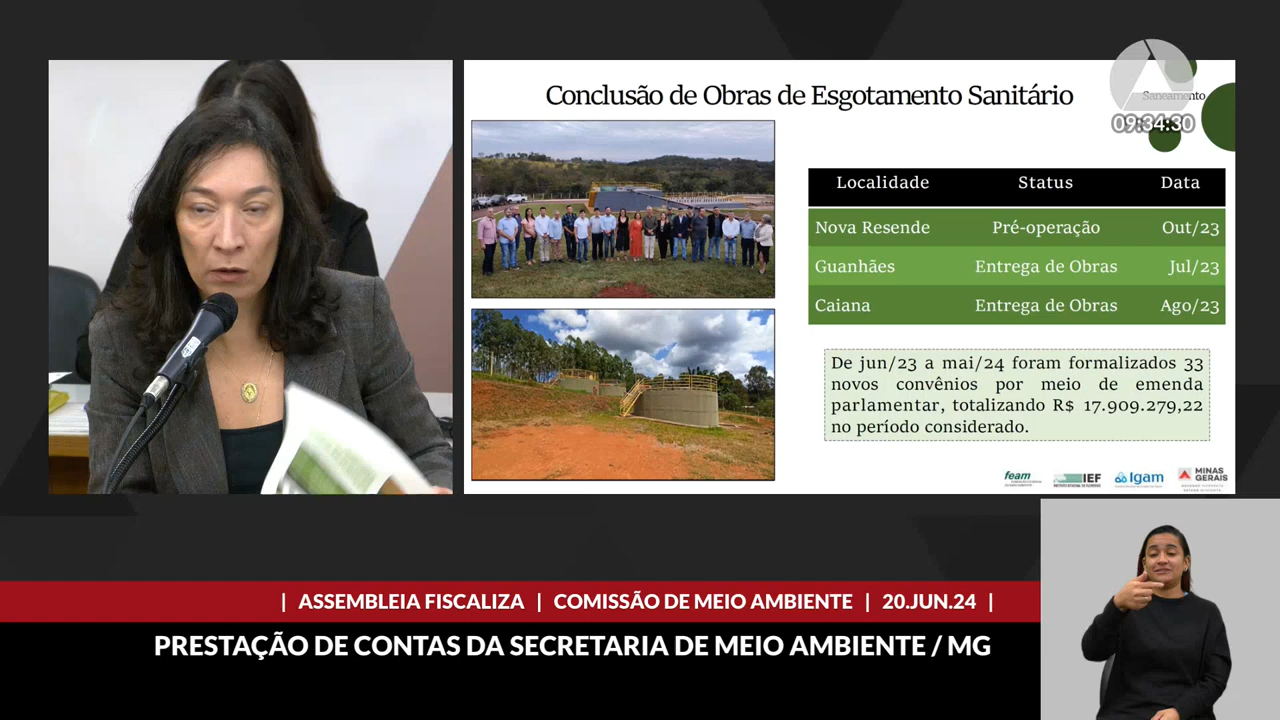 Conclusão de Obras de Esgotamento Sanitário
Saneamento
09:34:30
Localidade Status Data
Nova Resende Pré-operação Out/23
Guanhães Entrega de Obras Jul/23
Caiana Entrega de Obras Ago/23
De jun/23 a mai/24 foram formalizados 33
novos convênios por meio de emenda
parlamentar, totalizando R$ 17.909.279,22
no período considerado.
feam
IEF
Igam
MINAS
GERAIS
| ASSEMBLEIA FISCALIZA | COMISSÃO DE MEIO AMBIENTE | 20.JUN.24 |
PRESTAÇÃO DE CONTAS DA SECRETARIA DE MEIO AMBIENTE / MG